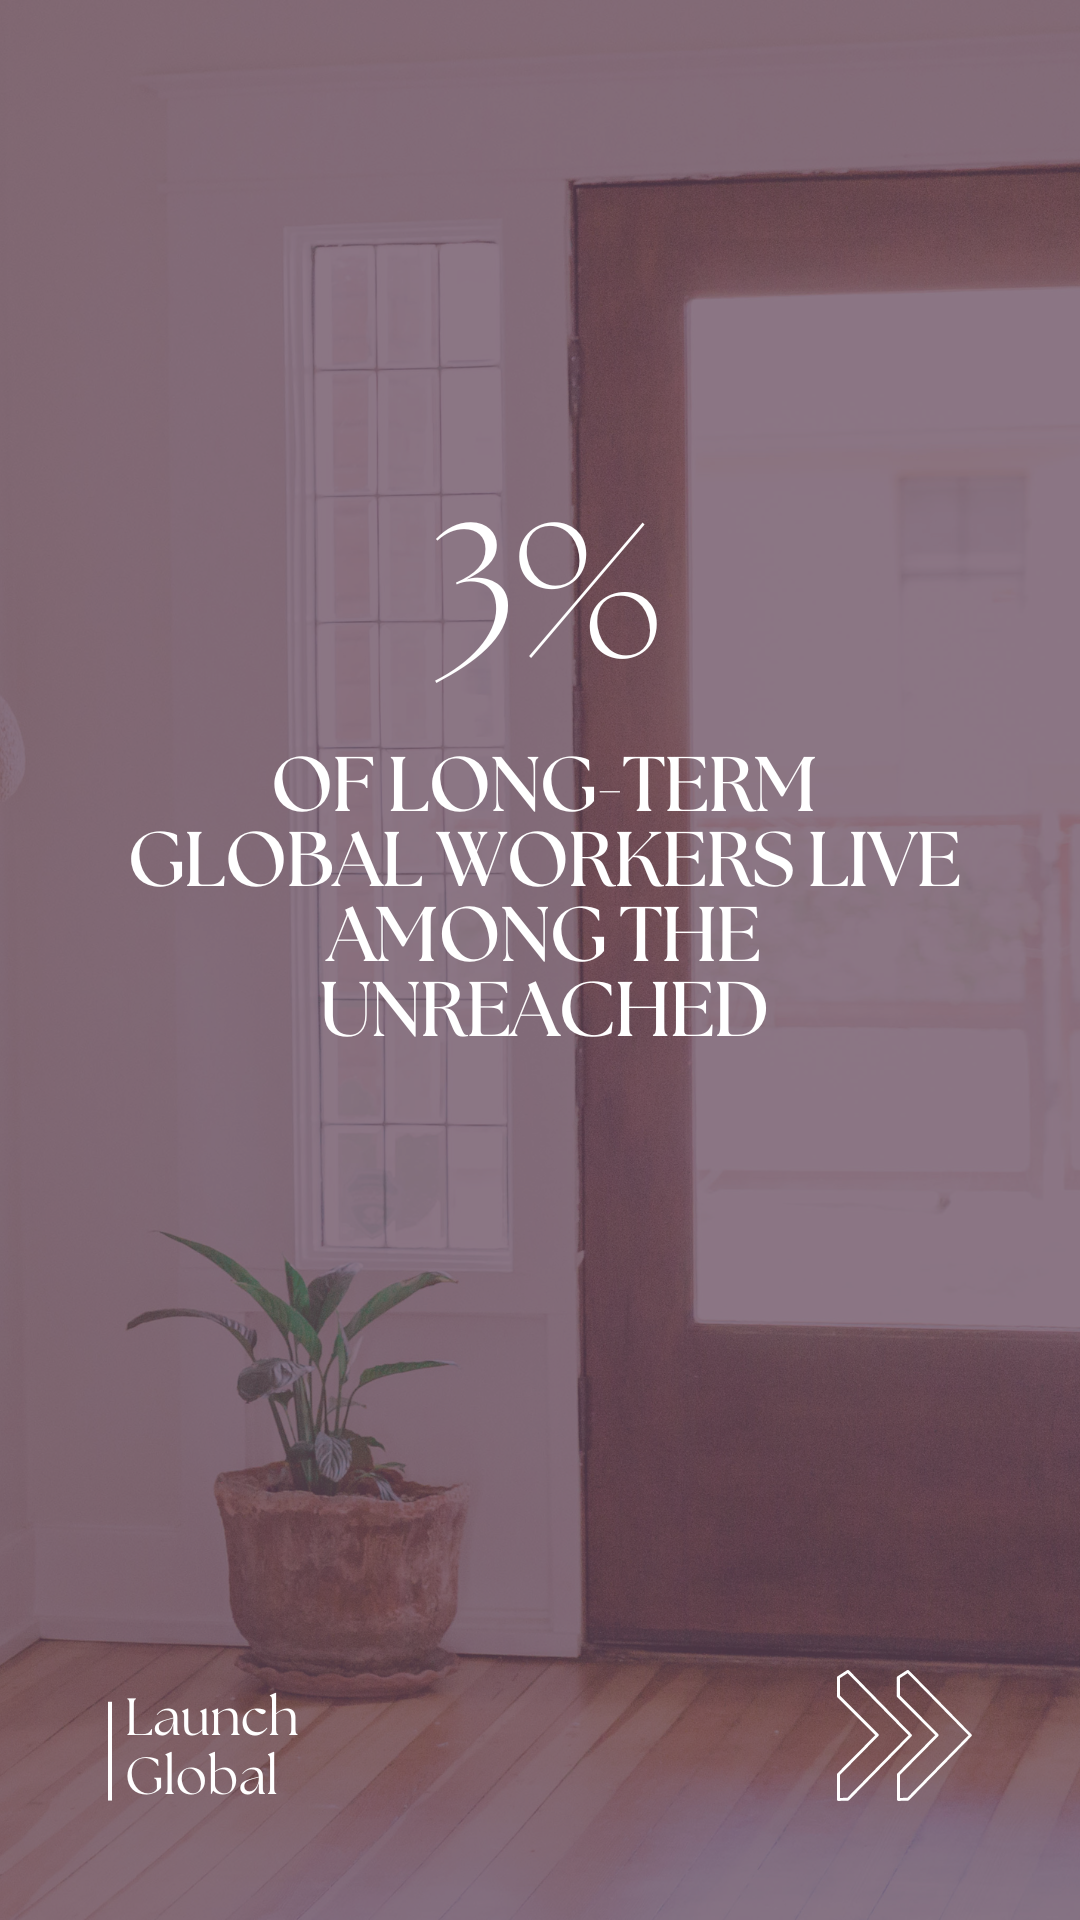 3%
OF LONG-TERM
GLOBAL WORKERS LIVE
AMONG THE
UNREACHED
Launch
Global